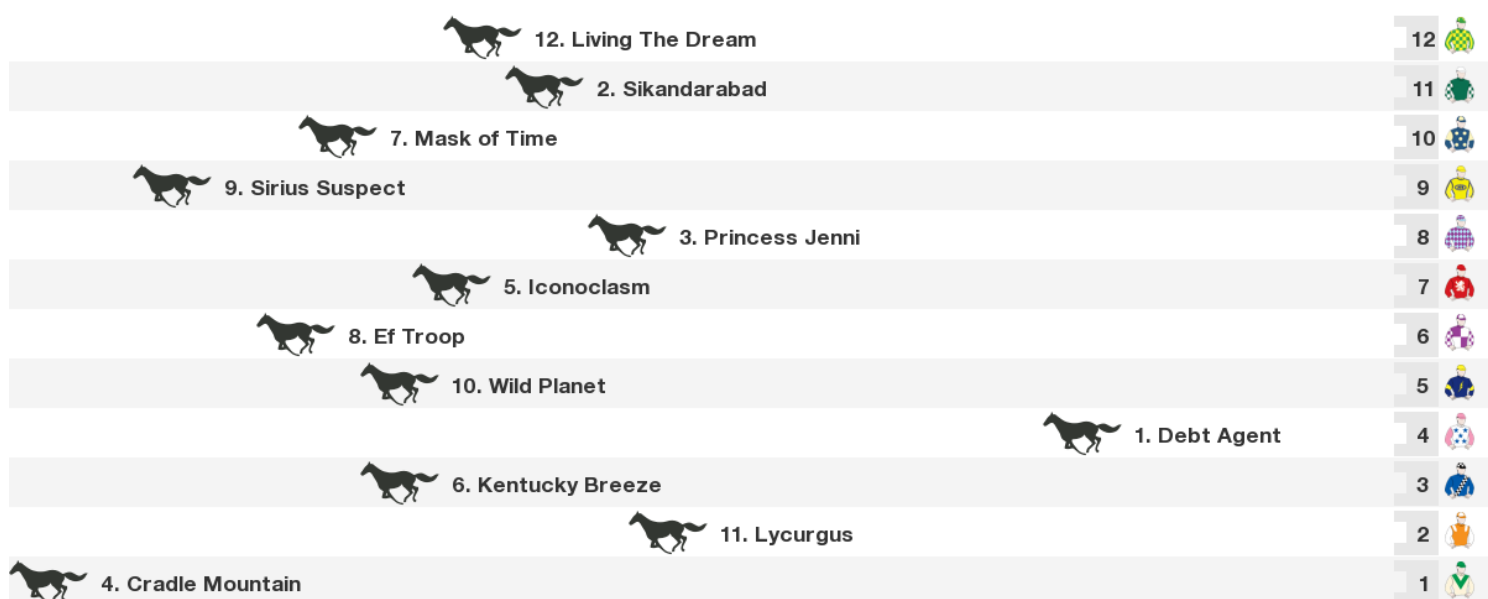 12. Living The Dream 12
2. Sikandarabad 11
7. Mask of Time 10
9. Sirius Suspect 9
3. Princess Jenni 8
5. Iconoclasm 7
8. Ef Troop 6
10. Wild Planet 5
1. Debt Agent 4
6. Kentucky Breeze 3
11. Lycurgus 2
4. Cradle Mountain 1